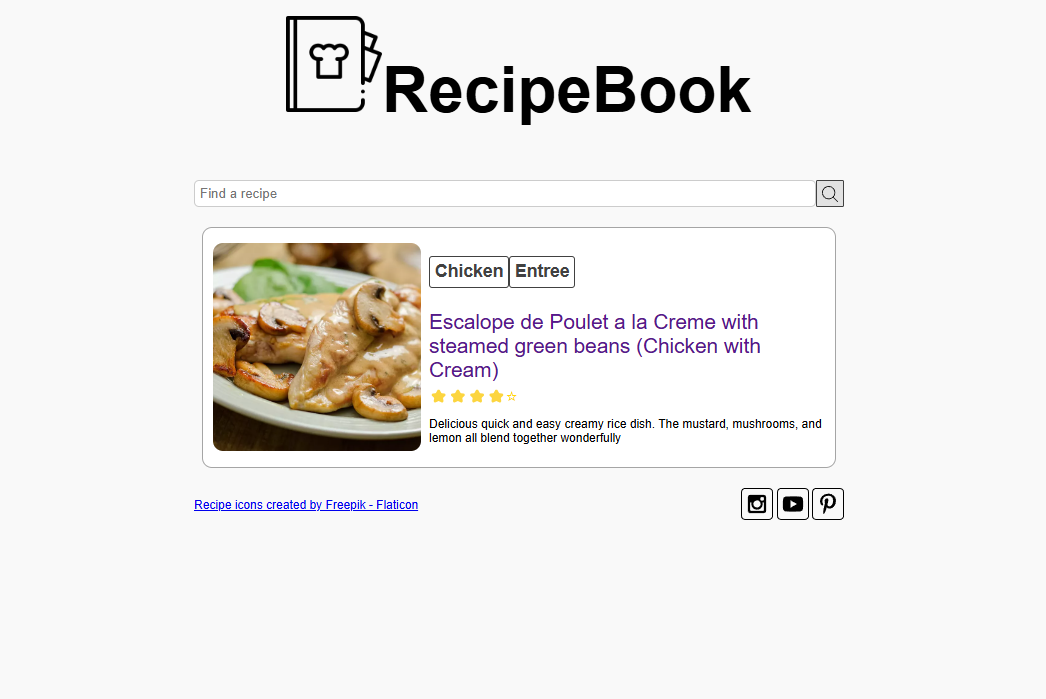 RecipeBook
Find a recipe
Chicken Entree
Escalope de Poulet a la Creme with
steamed green beans (Chicken with
Cream)
Delicious quick and easy creamy rice dish. The mustard, mushrooms, and
lemon all blend together wonderfully
Recipe icons created by Freepik - Flaticon